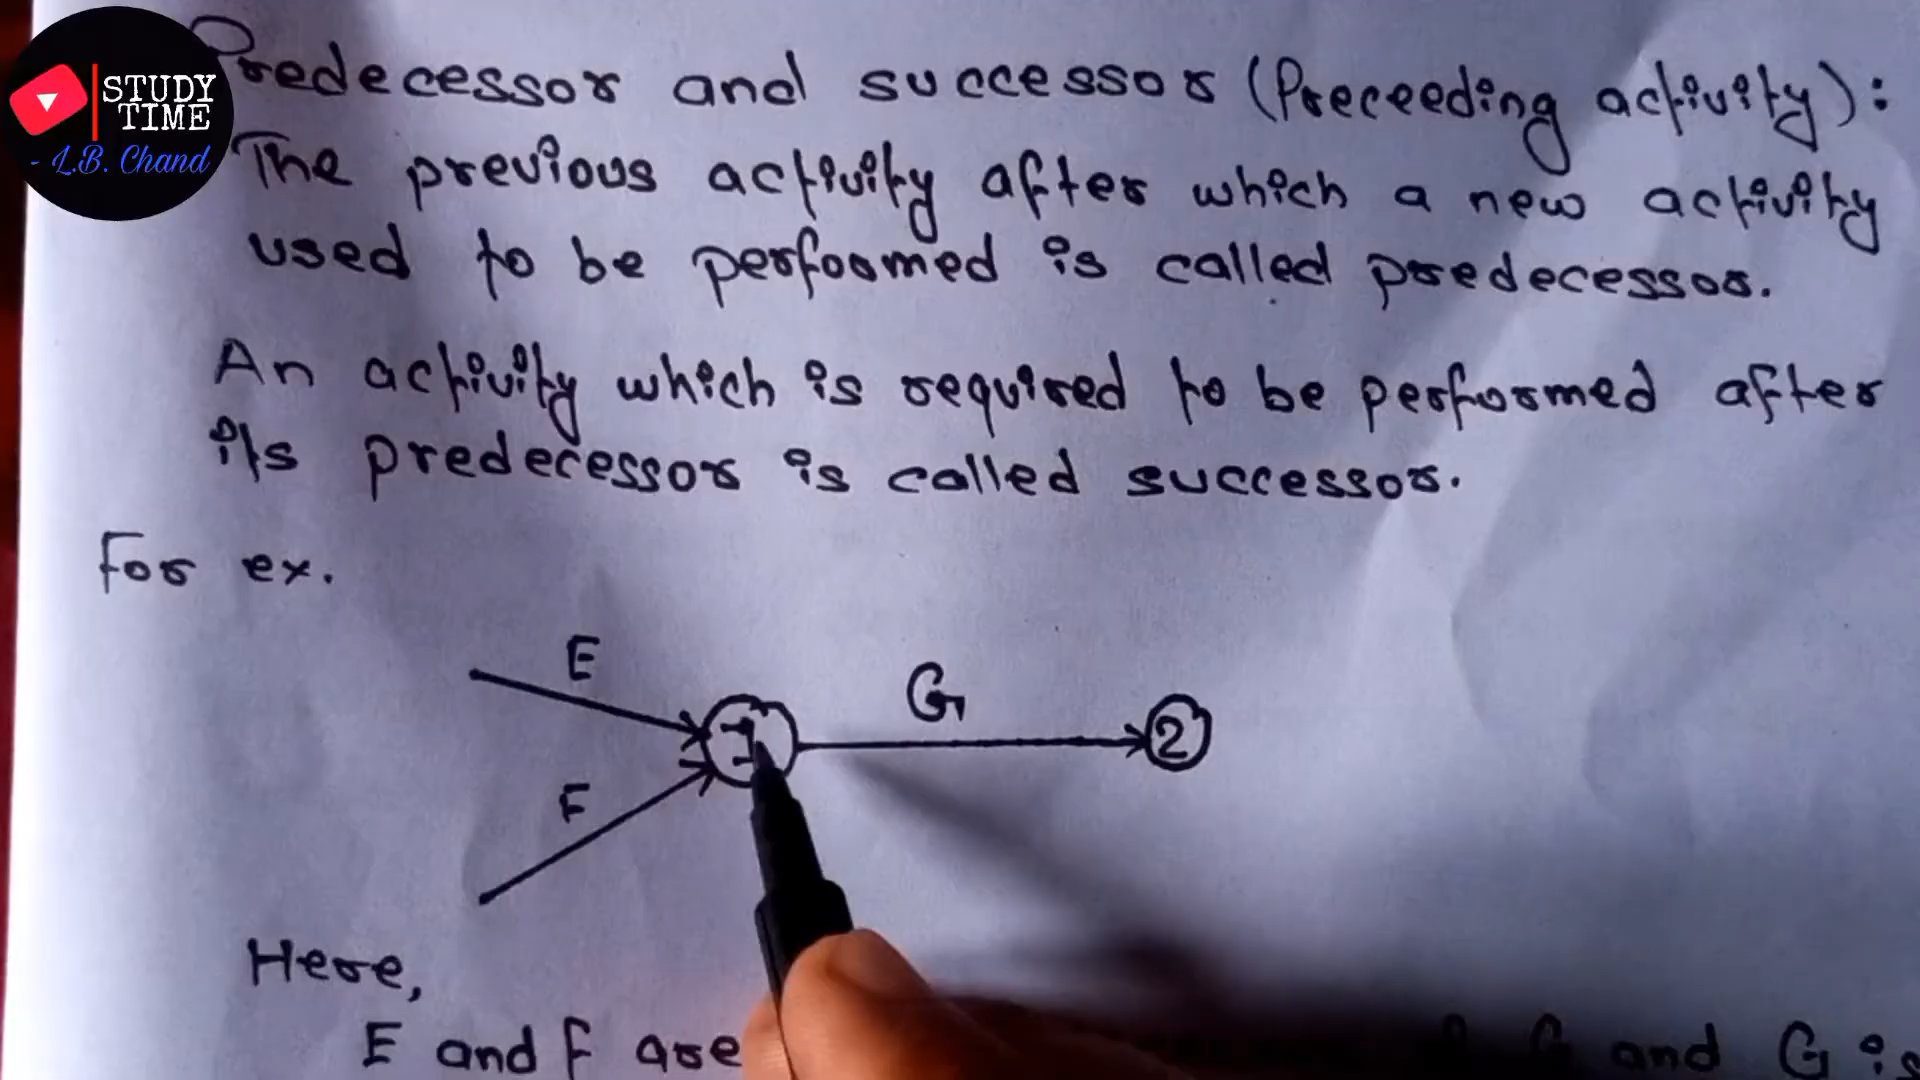 STUDY
TIME
- L.B. Chand
Predecessor and successor (Preceeding activity):
The previous activity after which a new activity
used to be performed is called predecessor.
An activity which is required to be performed after
its predecessor is called successor.
For ex.
E
G
1
2
F
Here,
E and F are G and G is